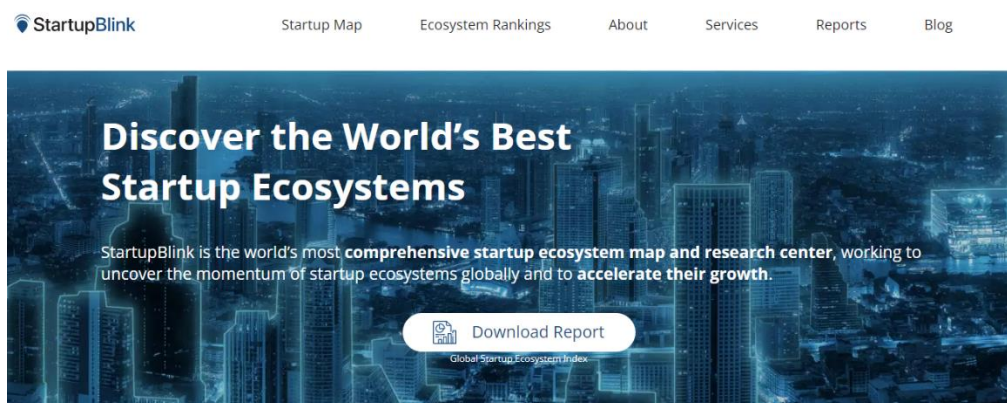 StartupBlink
Startup Map
Ecosystem Rankings
About
Services
Reports
Blog
Discover the World's Best
Startup Ecosystems
StartupBlink is the world's most comprehensive startup ecosystem map and research center, working to
uncover the momentum of startup ecosystems globally and to accelerate their growth.
Download Report
Global Startup Ecosystem Index